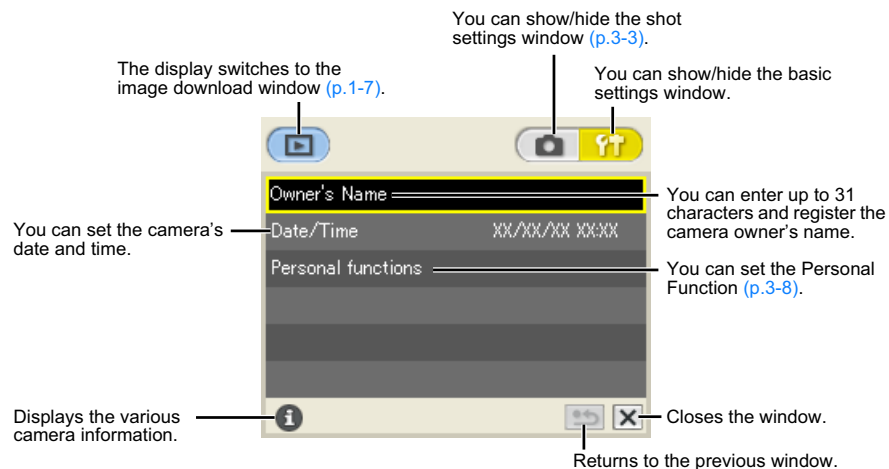 You can show/hide the shot
settings window (p.3-3).
The display switches to the
image download window (p.1-7).
You can show/hide the basic
settings window.
Owner's Name
You can enter up to 31
characters and register the
camera owner's name.
You can set the camera's
date and time.
Date/Time XX/XX/XX XX:XX
Personal functions
You can set the Personal
Function (p.3-8).
Displays the various
camera information.
Closes the window.
Returns to the previous window.